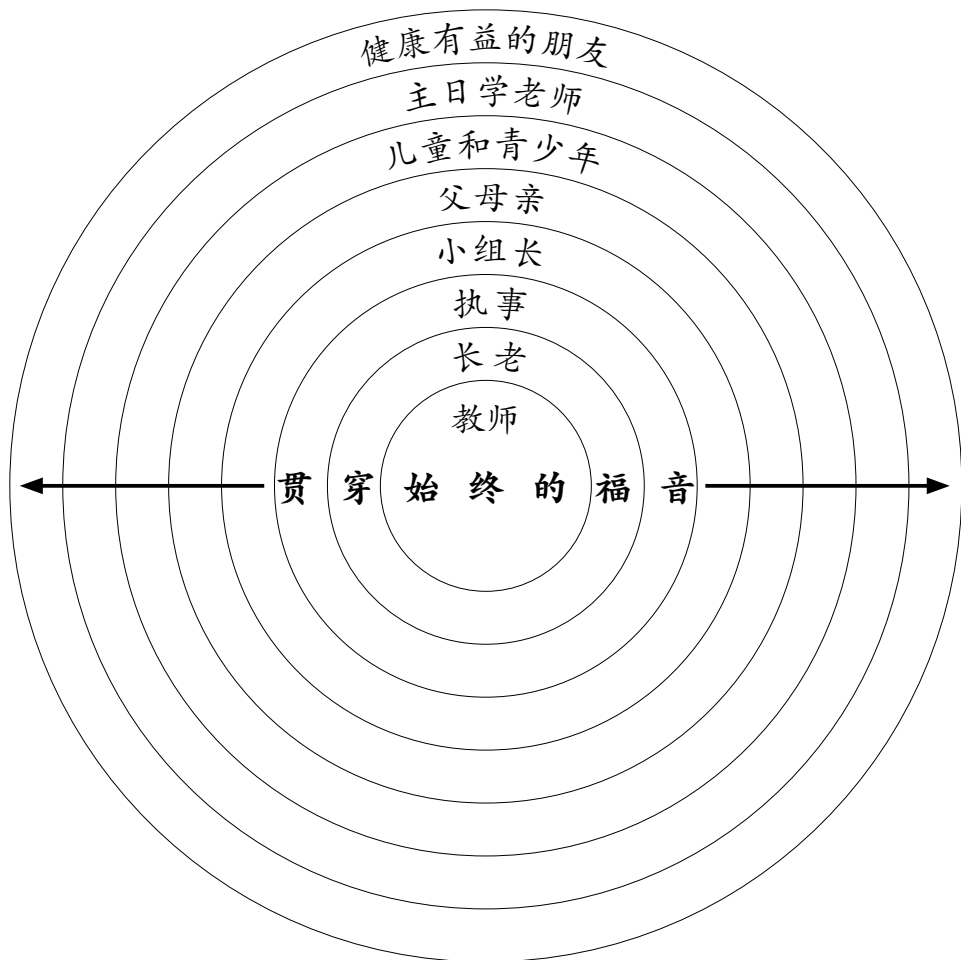 健康有益的朋友
主日学老师
儿童和青少年
父母亲
小组长
执事
长老
教师
贯穿始终的福音